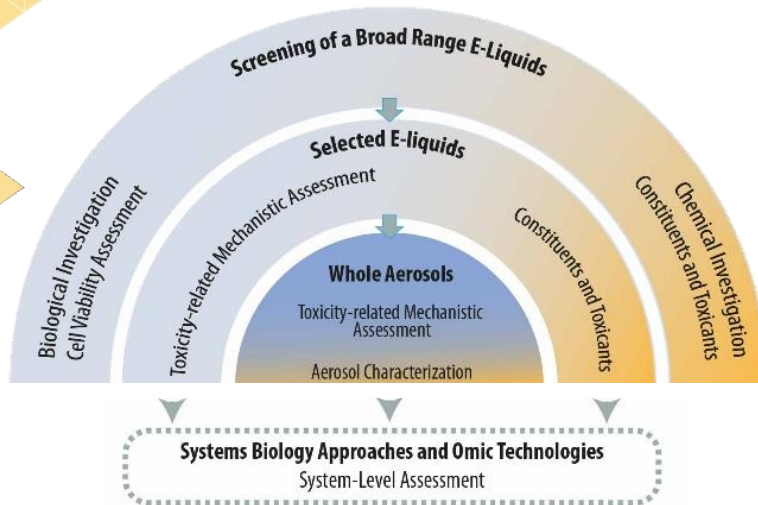 Screening of a Broad Range E-Liquids
Biological Investigation
Cell Viability Assessment
Chemical Investigation
Constituents and Toxicants
Selected E-liquids
Toxicity-related Mechanistic Assessment
Constituents and Toxicants
Whole Aerosols
Toxicity-related Mechanistic
Assessment
Aerosol Characterization
Systems Biology Approaches and Omic Technologies
System-Level Assessment